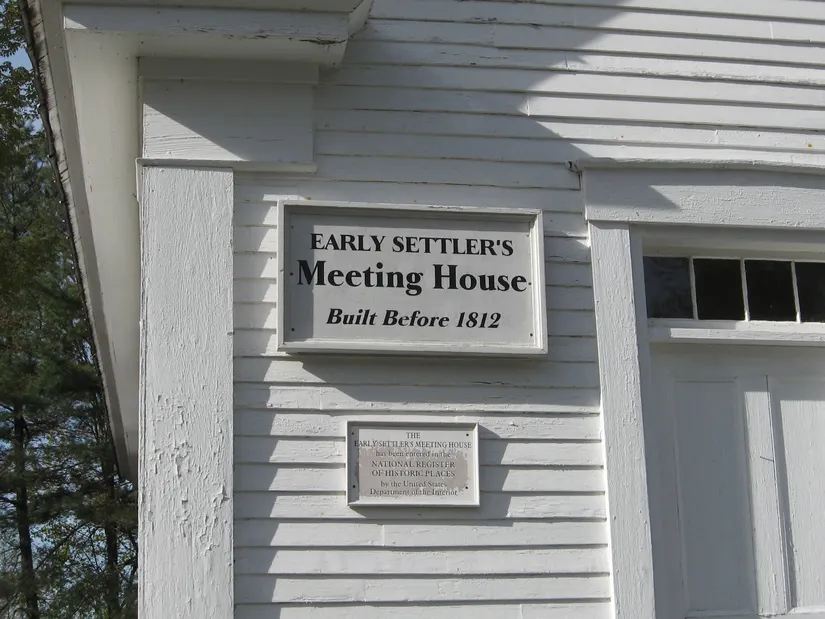 EARLY SETTLER'S
Meeting House
Built Before 1812
THE
EARLY SETTLER'S MEETING HOUSE
has been entered in the
NATIONAL REGISTER
OF HISTORIC PLACES
by the United States
Department of the Interior